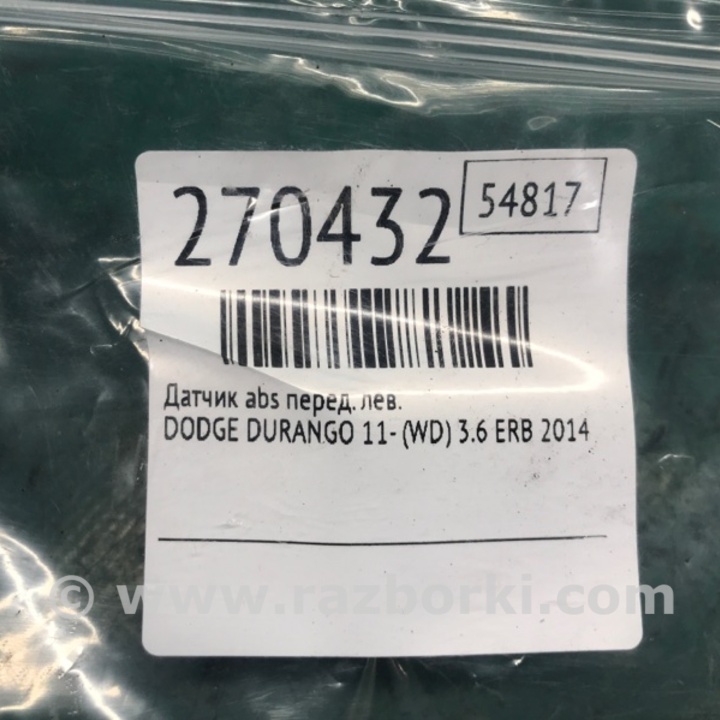 270432
54817
Датчик abs перед. лев.
DODGE DURANGO 11- (WD) 3.6 ERB 2014
© www.razborki.com